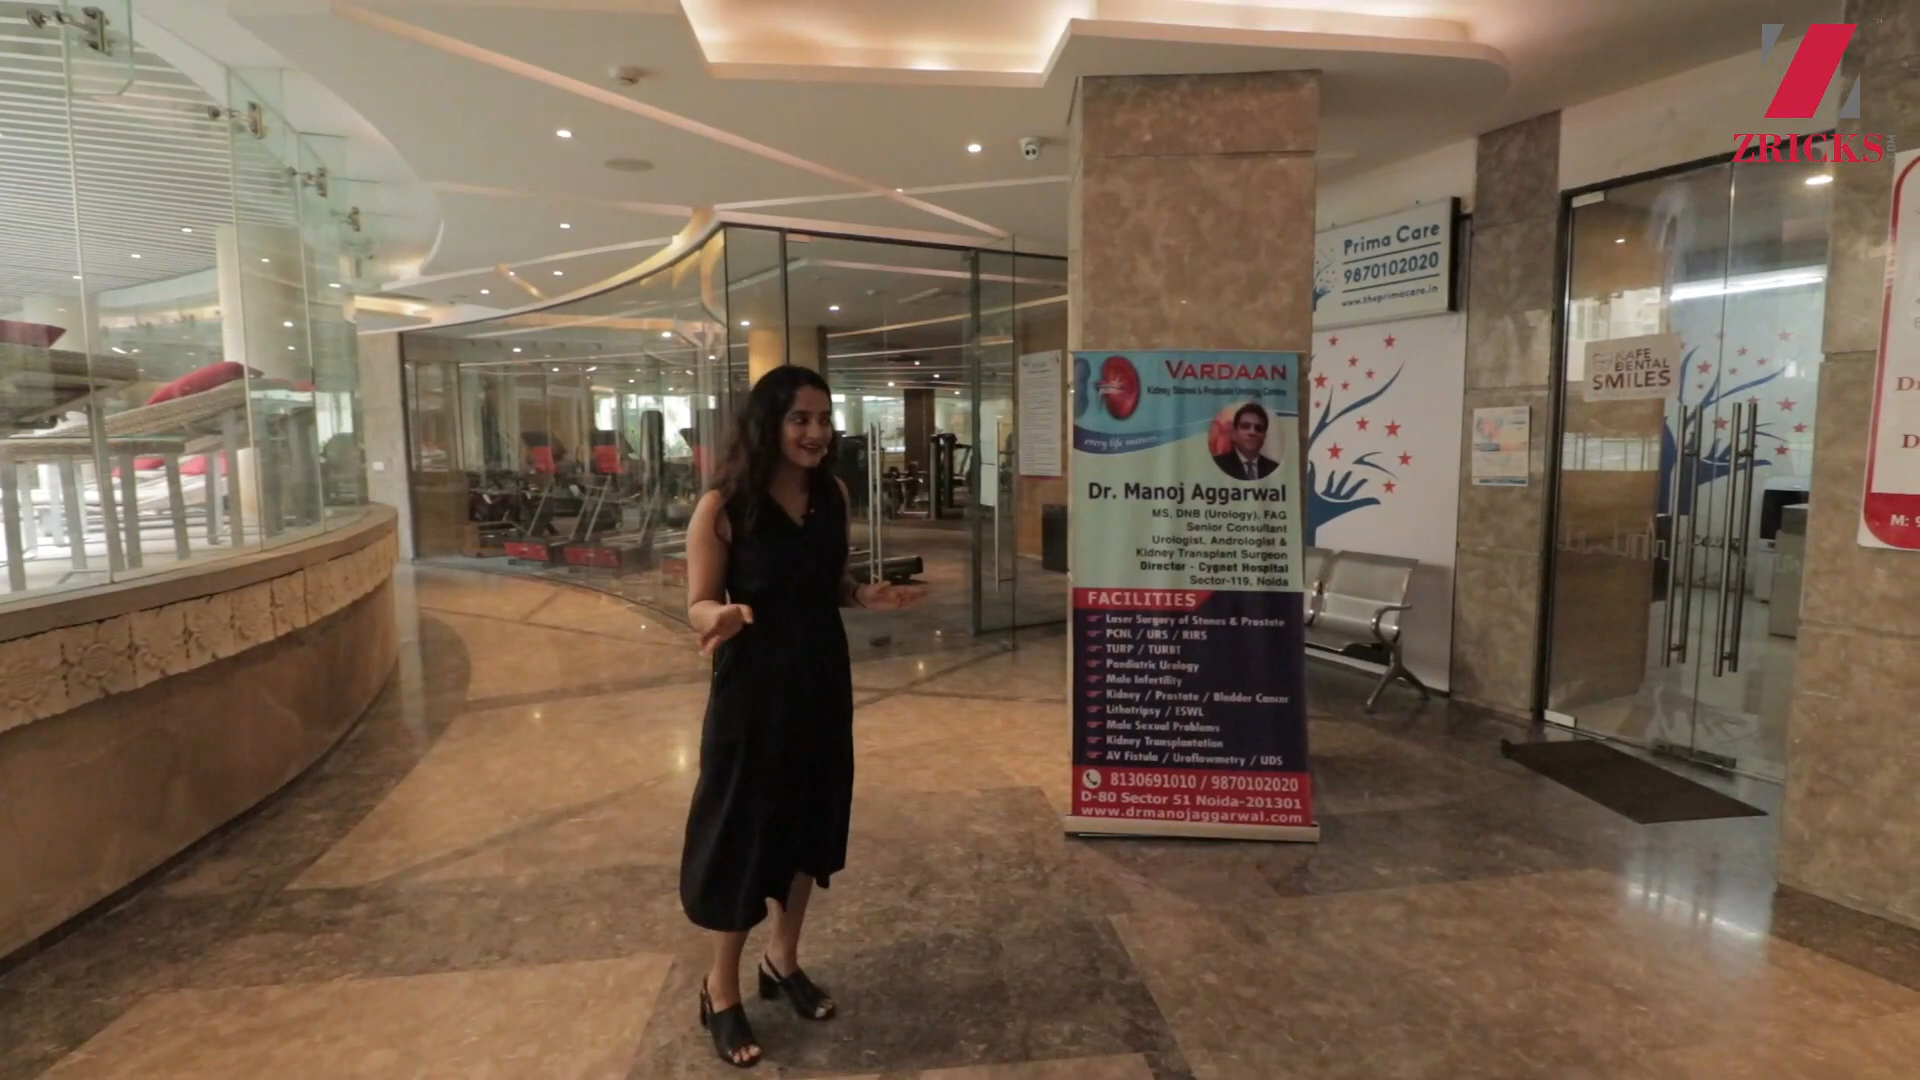 ZRICKS
.COM
Prima Care
9870102020
www.theprimacare.in
KAFE
DENTAL
SMILES
VARDAAN
Kidney Stones & Prostate Urology Centre
every life matters
Dr. Manoj Aggarwal
MS, DNB (Urology), FAG
Senior Consultant
Urologist, Andrologist &
Kidney Transplant Surgeon
Director - Cygnet Hospital
Sector-119, Noida
FACILITIES
Laser Surgery of Stones & Prostate
PCNL / URS / RIRS
TURP / TURBT
Paediatric Urology
Male Infertility
Kidney / Prostate / Bladder Cancer
Lithotripsy / ESWL
Male Sexual Problems
Kidney Transplantation
AV Fistula / Uroflowmetry / UDS
8130691010 / 9870102020
D-80 Sector 51 Noida-201301
www.drmanojaggarwal.com
M: 9